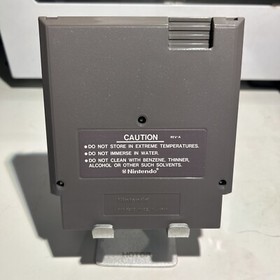 CAUTION REV-A
•DO NOT STORE IN EXTREME TEMPERATURES.
•DO NOT IMMERSE IN WATER.
•DO NOT CLEAN WITH BENZENE, THINNER,
ALCOHOL OR OTHER SUCH SOLVENTS.
Nintendo®